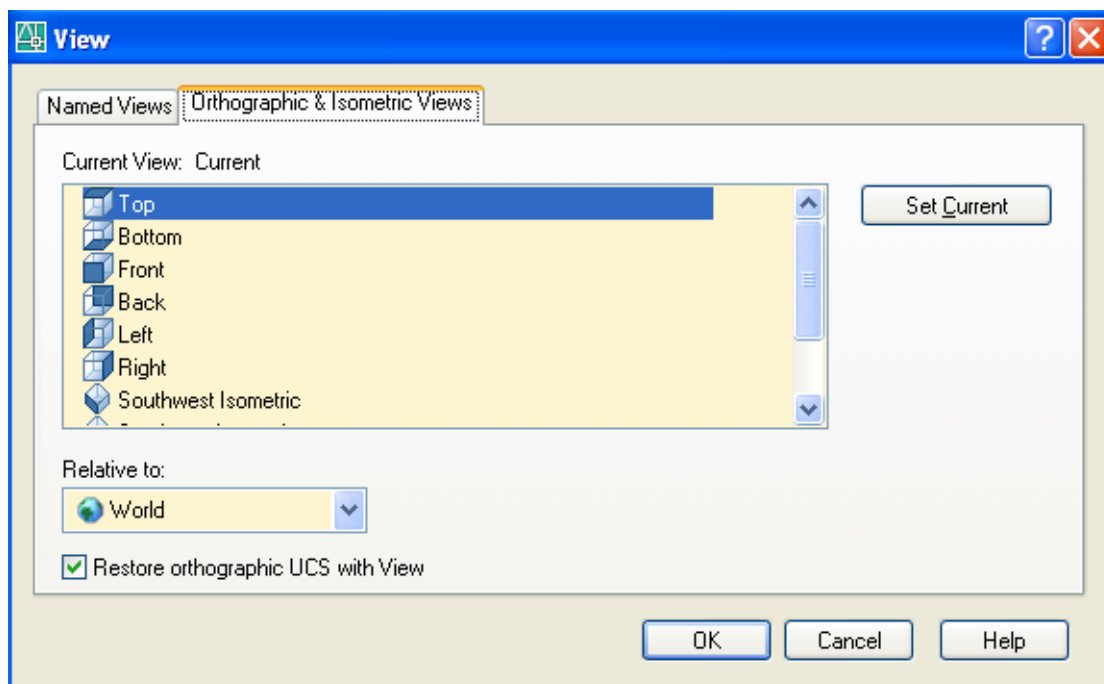 View
Named Views
Orthographic & Isometric Views
Current View: Current
Top
Set Current
Bottom
Front
Back
Left
Right
Southwest Isometric
Relative to:
World
Restore orthographic UCS with View
OK
Cancel
Help